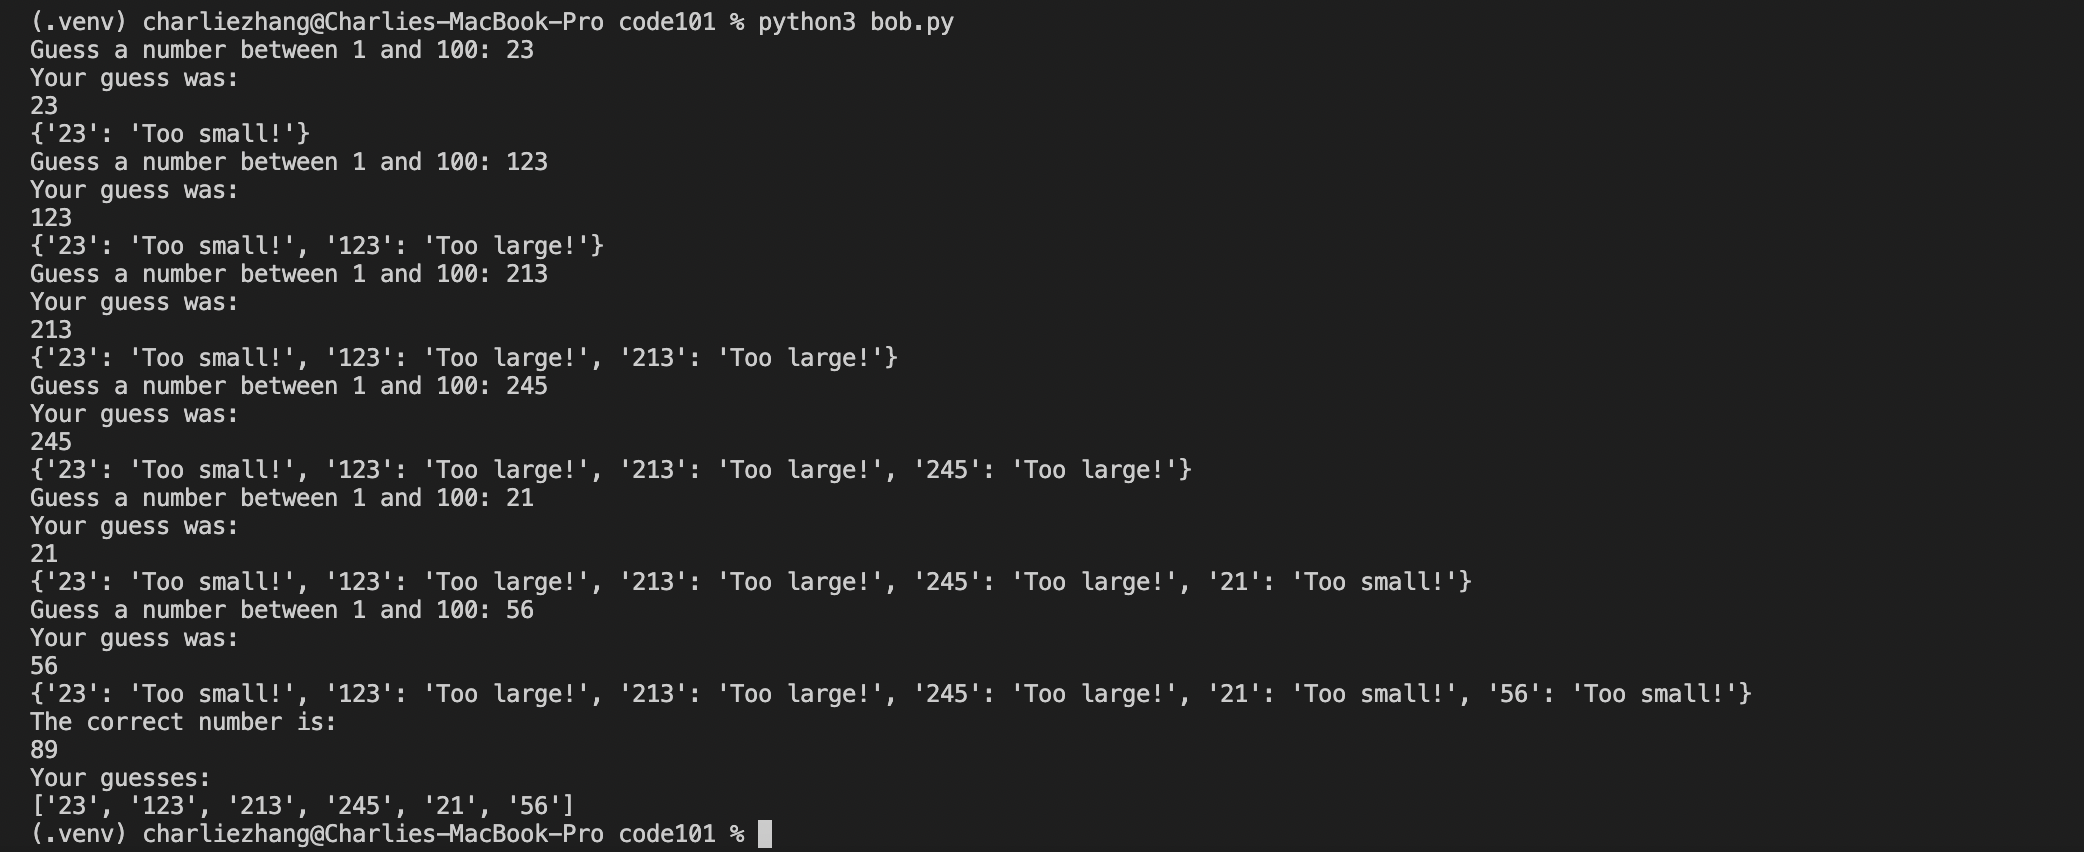 (.venv) charliezhang@Charlies-MacBook-Pro code101 % python3 bob.py
Guess a number between 1 and 100: 23
Your guess was:
23
{'23': 'Too small!'}
Guess a number between 1 and 100: 123
Your guess was:
123
{'23': 'Too small!', '123': 'Too large!'}
Guess a number between 1 and 100: 213
Your guess was:
213
{'23': 'Too small!', '123': 'Too large!', '213': 'Too large!'}
Guess a number between 1 and 100: 245
Your guess was:
245
{'23': 'Too small!', '123': 'Too large!', '213': 'Too large!', '245': 'Too large!'}
Guess a number between 1 and 100: 21
Your guess was:
21
{'23': 'Too small!', '123': 'Too large!', '213': 'Too large!', '245': 'Too large!', '21': 'Too small!'}
Guess a number between 1 and 100: 56
Your guess was:
56
{'23': 'Too small!', '123': 'Too large!', '213': 'Too large!', '245': 'Too large!', '21': 'Too small!', '56': 'Too small!'}
The correct number is:
89
Your guesses:
['23', '123', '213', '245', '21', '56']
(.venv) charliezhang@Charlies-MacBook-Pro code101 %